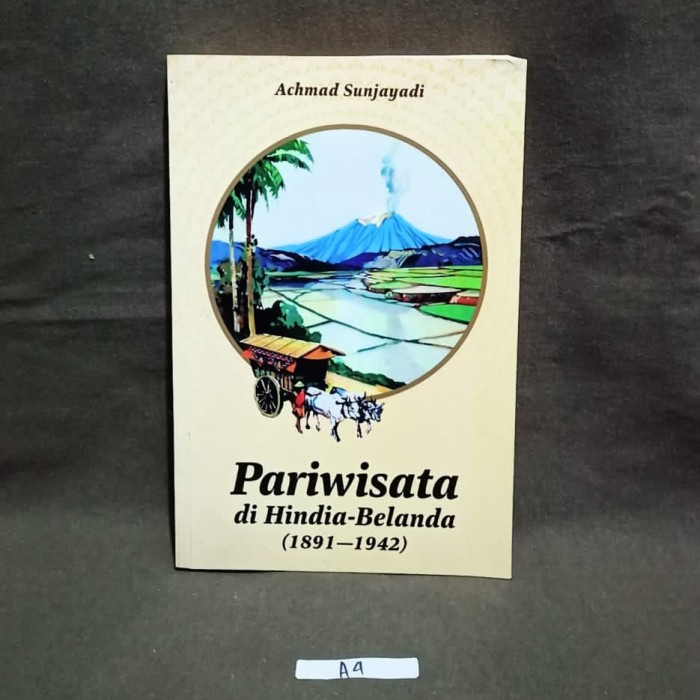 Achmad Sunjayadi
Pariwisata
di Hindia-Belanda
(1891—1942)
A4